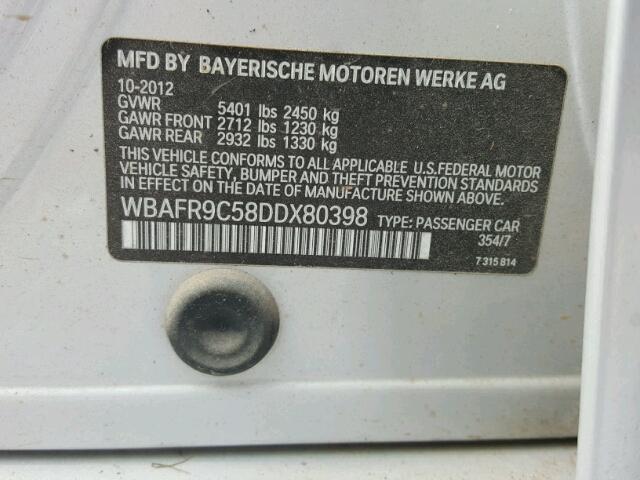 MFD BY BAYERISCHE MOTOREN WERKE AG
10-2012
GVWR 5401 lbs 2450 kg
GAWR FRONT 2712 lbs 1230 kg
GAWR REAR 2932 lbs 1330 kg
THIS VEHICLE CONFORMS TO ALL APPLICABLE U.S.FEDERAL MOTOR
VEHICLE SAFETY, BUMPER AND THEFT PREVENTION STANDARDS
IN EFFECT ON THE DATE OF MANUFACTURE SHOWN ABOVE.
WBAFR9C58DDX80398 TYPE: PASSENGER CAR
354/7
7 315 814